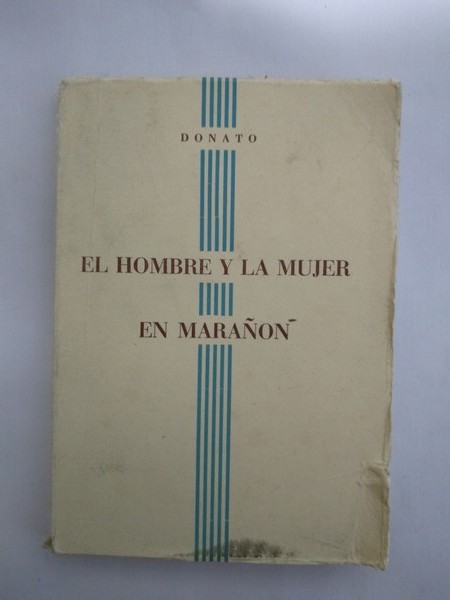 DONATO
EL HOMBRE Y LA MUJER
EN MARAÑON